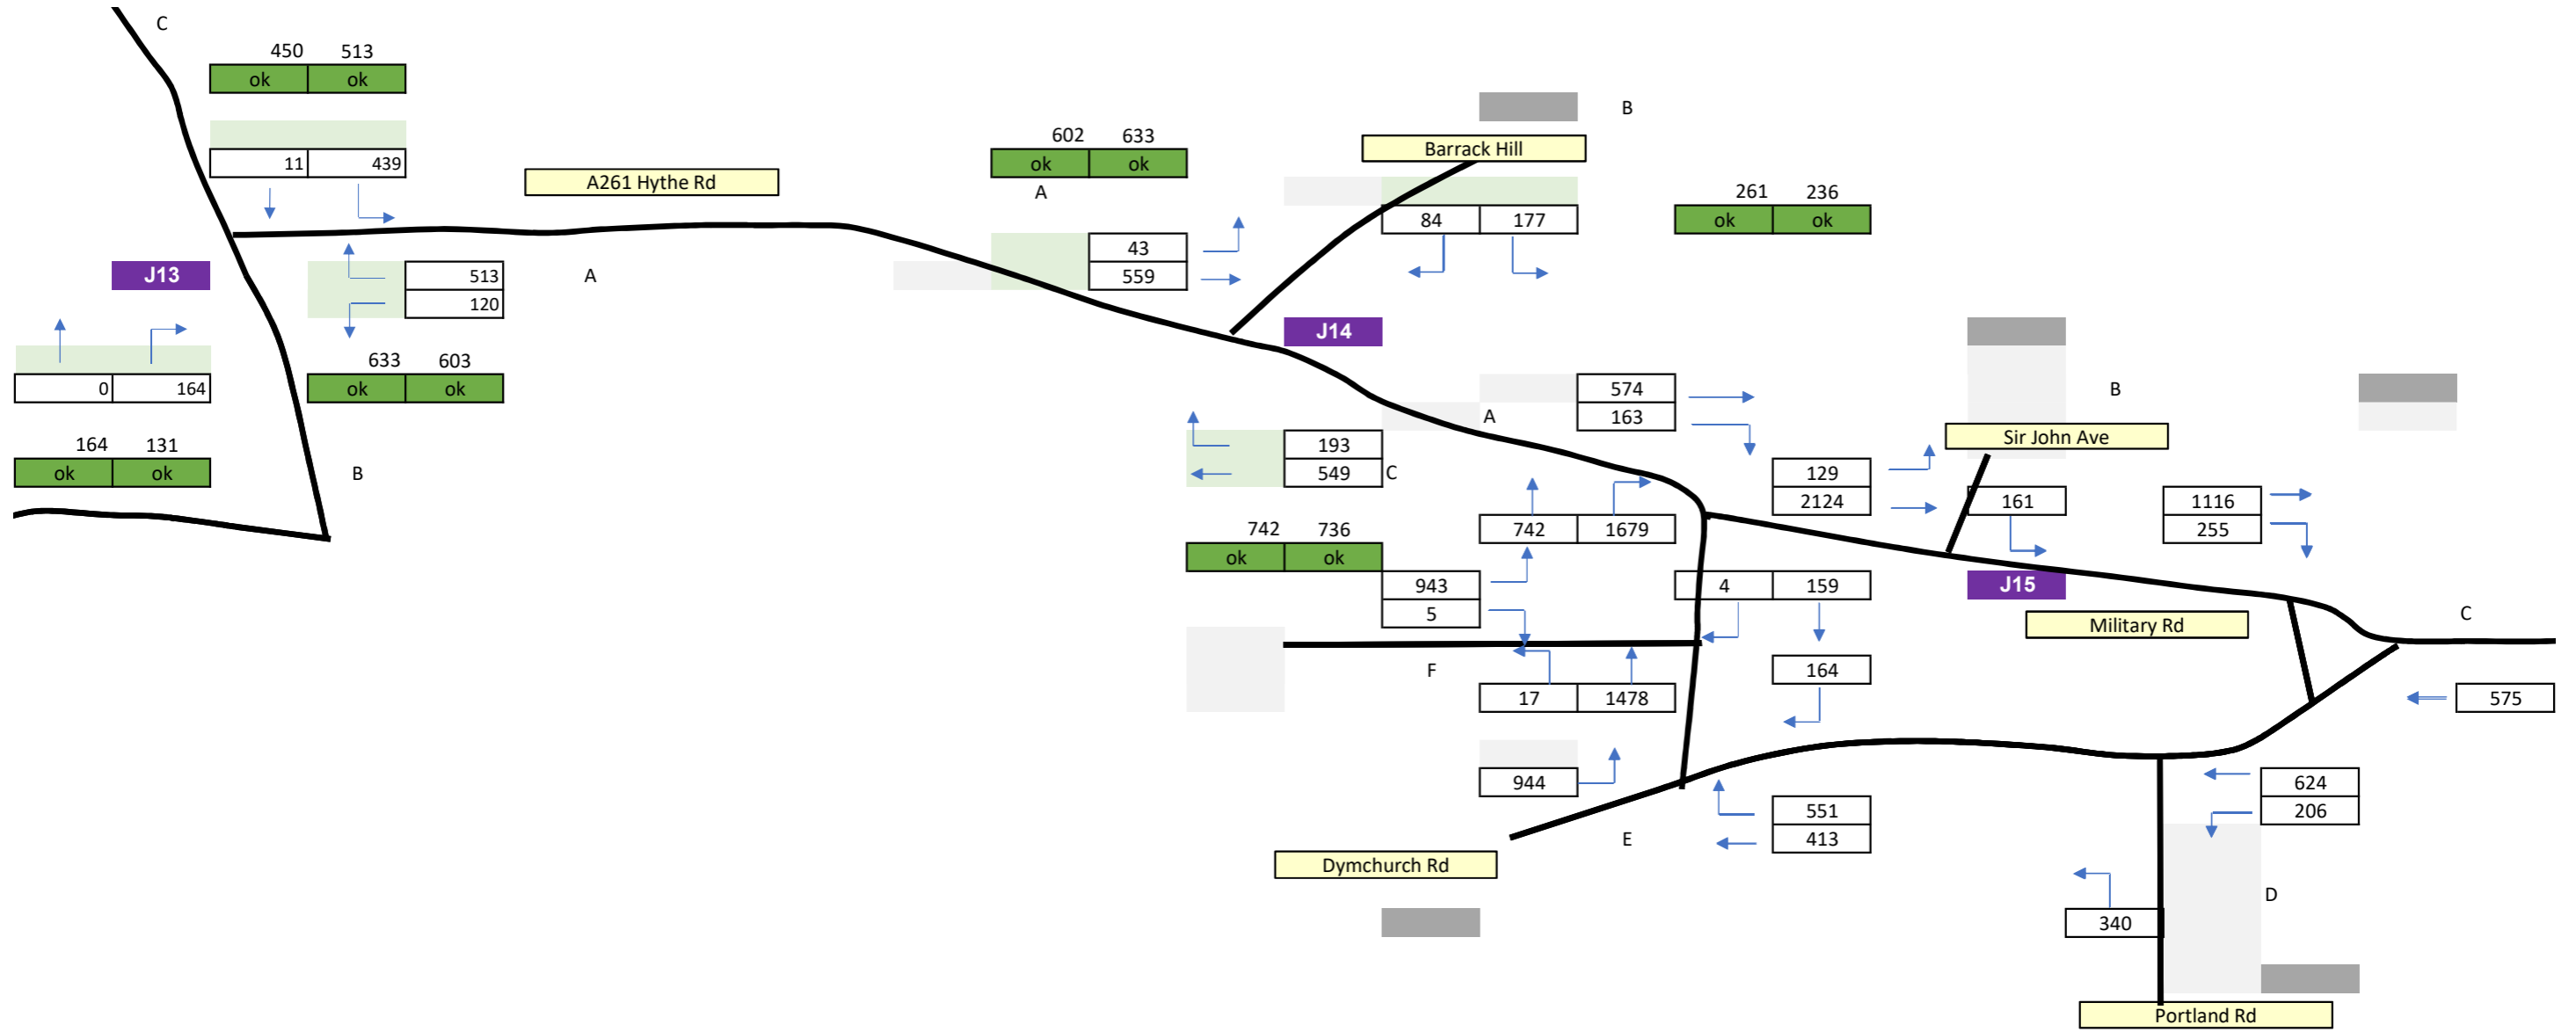 C
450 513
ok ok
11 439
A261 Hythe Rd
602 633
ok ok
A
B
Barrack Hill
84 177
261 236
ok ok
43
559
J13
513
120
A
J14
633 603
ok ok
0 164
164 131
ok ok
B
574
163
A
193
549
C
B
Sir John Ave
129
2124
161
1116
255
742 1679
742 736
ok ok
943
5
4 159
J15
Military Rd
C
F
164
17 1478
575
944
624
206
551
413
E
Dymchurch Rd
D
340
Portland Rd